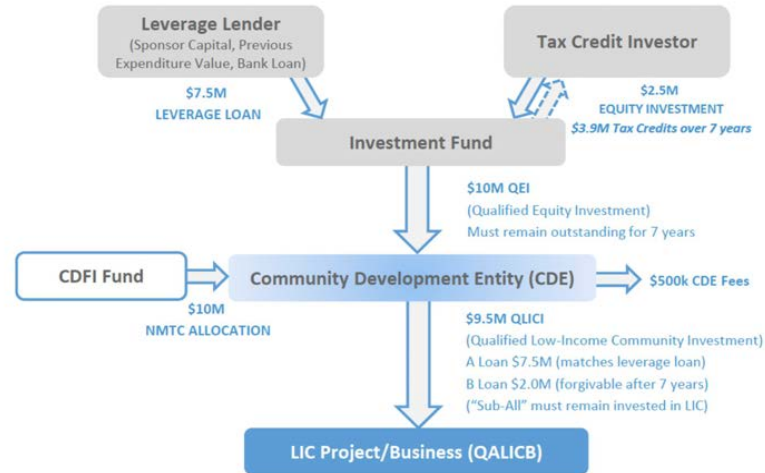 Leverage Lender
(Sponsor Capital, Previous
Expenditure Value, Bank Loan)
Tax Credit Investor
$7.5M
LEVERAGE LOAN
$2.5M
EQUITY INVESTMENT
$3.9M Tax Credits over 7 years
Investment Fund
$10M QEI
(Qualified Equity Investment)
Must remain outstanding for 7 years
CDFI Fund
Community Development Entity (CDE)
$500k CDE Fees
$10M
NMTC ALLOCATION
$9.5M QLICI
(Qualified Low-Income Community Investment)
A Loan $7.5M (matches leverage loan)
B Loan $2.0M (forgivable after 7 years)
("Sub-All" must remain invested in LIC)
LIC Project/Business (QALICB)